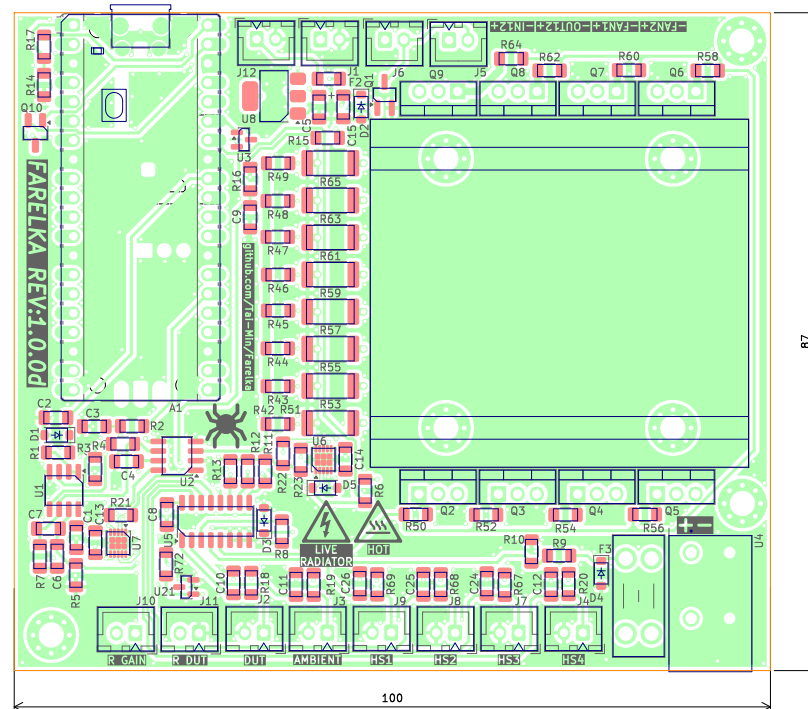 +FAN2- +FAN1- +OUT12- +IN12-
R17
R14
Q10
J12
J1
J6
J5
F2
Q1
Q9
R64
Q8
R62
Q7
R60
Q6
R58
U8
C5
C15
D2
R15
U3
R16
C9
R49
R65
R48
R63
R47
R61
R46
R59
R45
R57
R44
R55
R43
R53
R42
R51
FARELKA REV:1.0.0d
github.com/Tai-Min/Farelka
A1
C2
D1
R1
C3
R2
R4
R3
C4
U2
U1
R13
R12
R11
R22
R23
U6
C14
D5
R6
Q2
Q3
Q4
Q5
R50
R52
R54
R56
C7
C1
C13
R21
U7
C8
U5
D3
R8
LIVE
RADIATOR
HOT
R7
C6
R5
R72
U21
C10
R18
C11
R19
C26
R69
C25
R68
C24
R67
C12
R20
R10
R9
F3
D4
U4
+ -
J10
J11
J2
J3
J9
J8
J7
J4
R GAIN
R DUT
DUT
AMBIENT
HS1
HS2
HS3
HS4
87
100